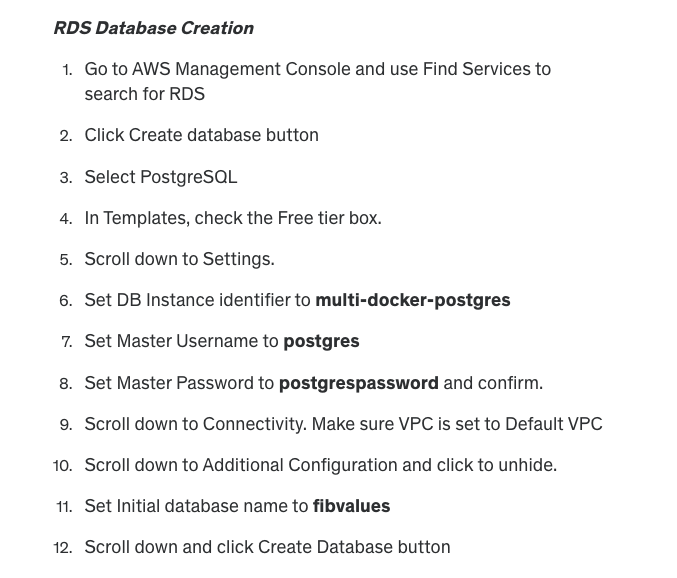 RDS Database Creation
1. Go to AWS Management Console and use Find Services to
search for RDS
2. Click Create database button
3. Select PostgreSQL
4. In Templates, check the Free tier box.
5. Scroll down to Settings.
6. Set DB Instance identifier to multi-docker-postgres
7. Set Master Username to postgres
8. Set Master Password to postgrespassword and confirm.
9. Scroll down to Connectivity. Make sure VPC is set to Default VPC
10. Scroll down to Additional Configuration and click to unhide.
11. Set Initial database name to fibvalues
12. Scroll down and click Create Database button